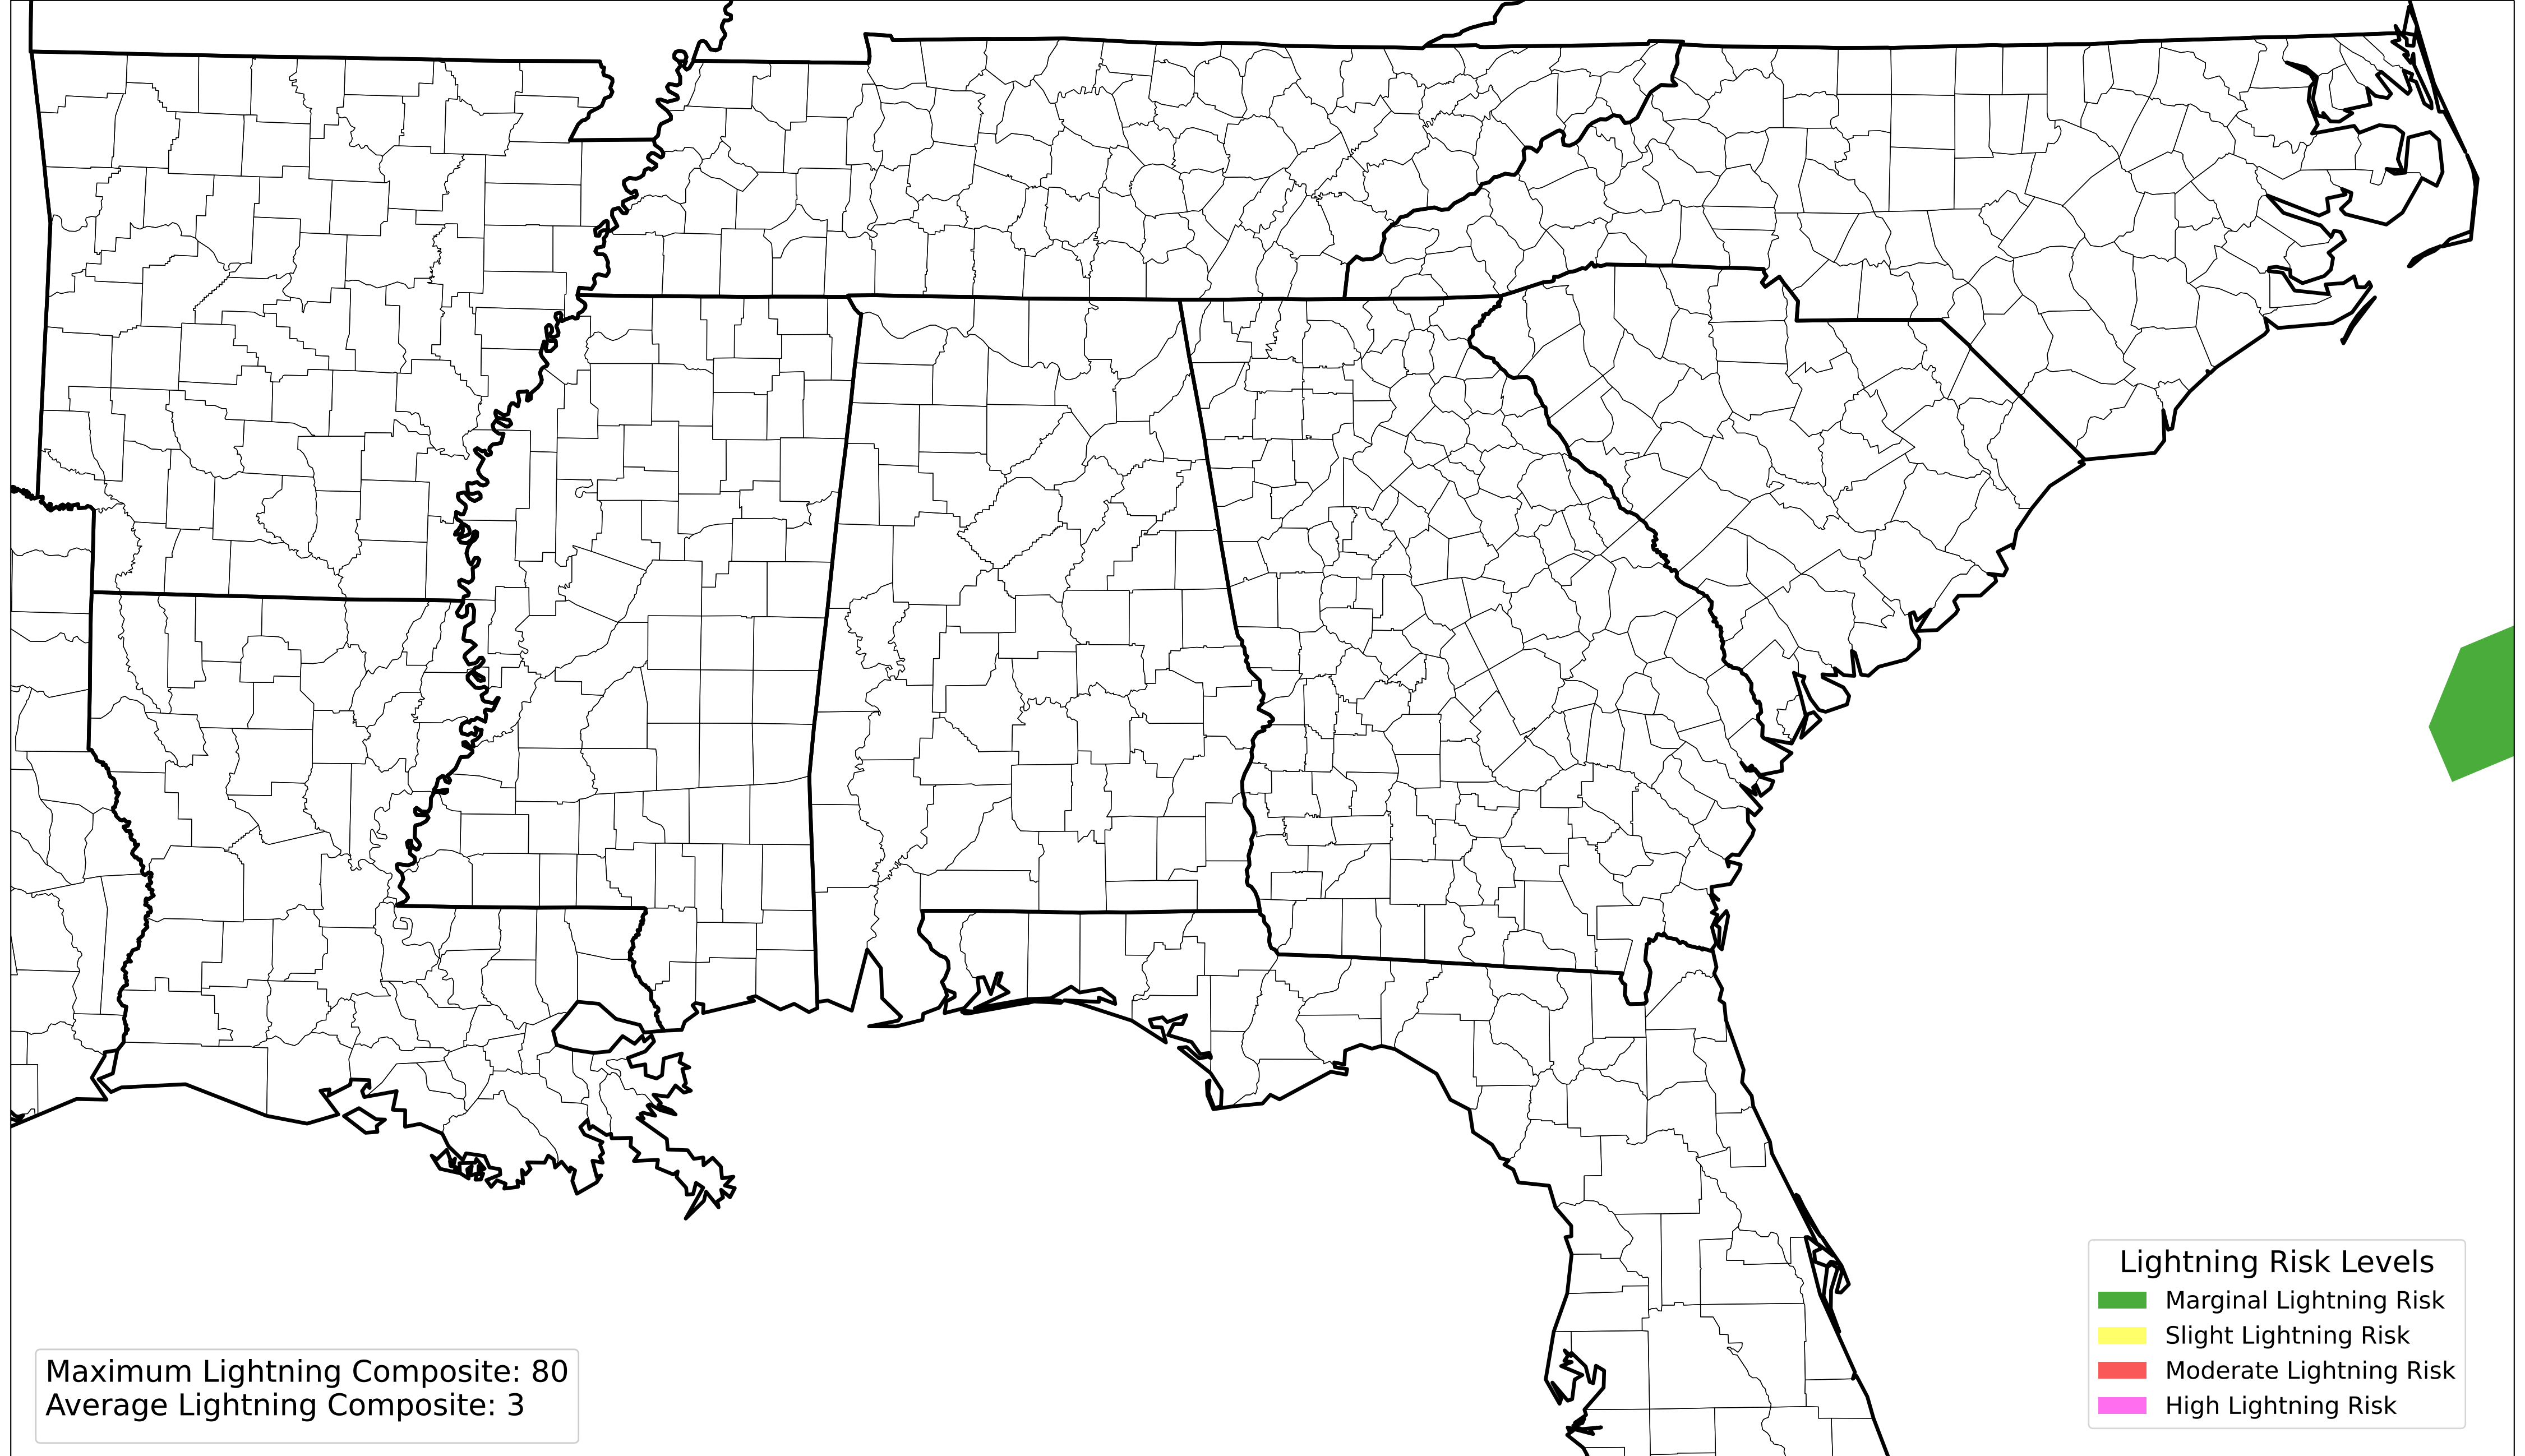 Maximum Lightning Composite: 80
Average Lightning Composite: 3
Lightning Risk Levels
Marginal Lightning Risk
Slight Lightning Risk
Moderate Lightning Risk
High Lightning Risk